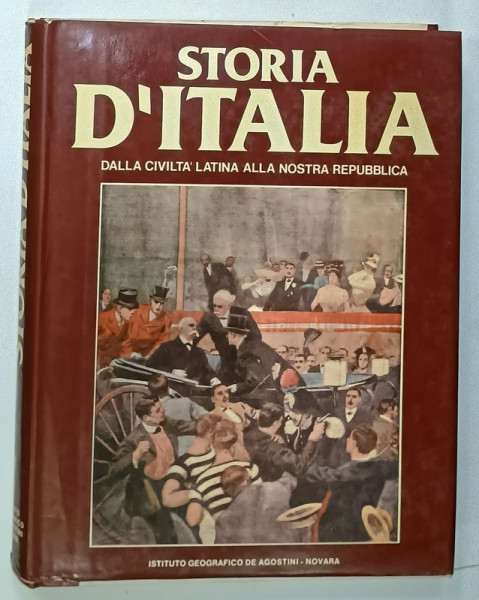 STORIA
D'ITALIA
DALLA CIVILTA' LATINA ALLA NOSTRA REPUBBLICA
ISTITUTO GEOGRAFICO DE AGOSTINI - NOVARA
STORIA D'ITALIA